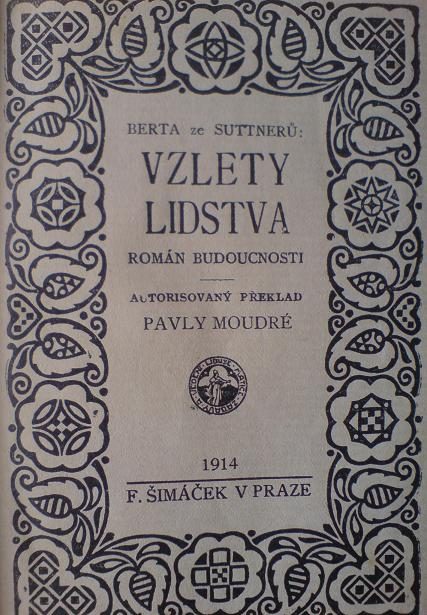 BERTA ze SUTTNERŮ:
VZLETY
LIDSTVA
ROMÁN BUDOUCNOSTI
AUTORISOVANÝ PŘEKLAD
PAVLY MOUDRÉ
1914
F. ŠIMÁČEK V PRAZE